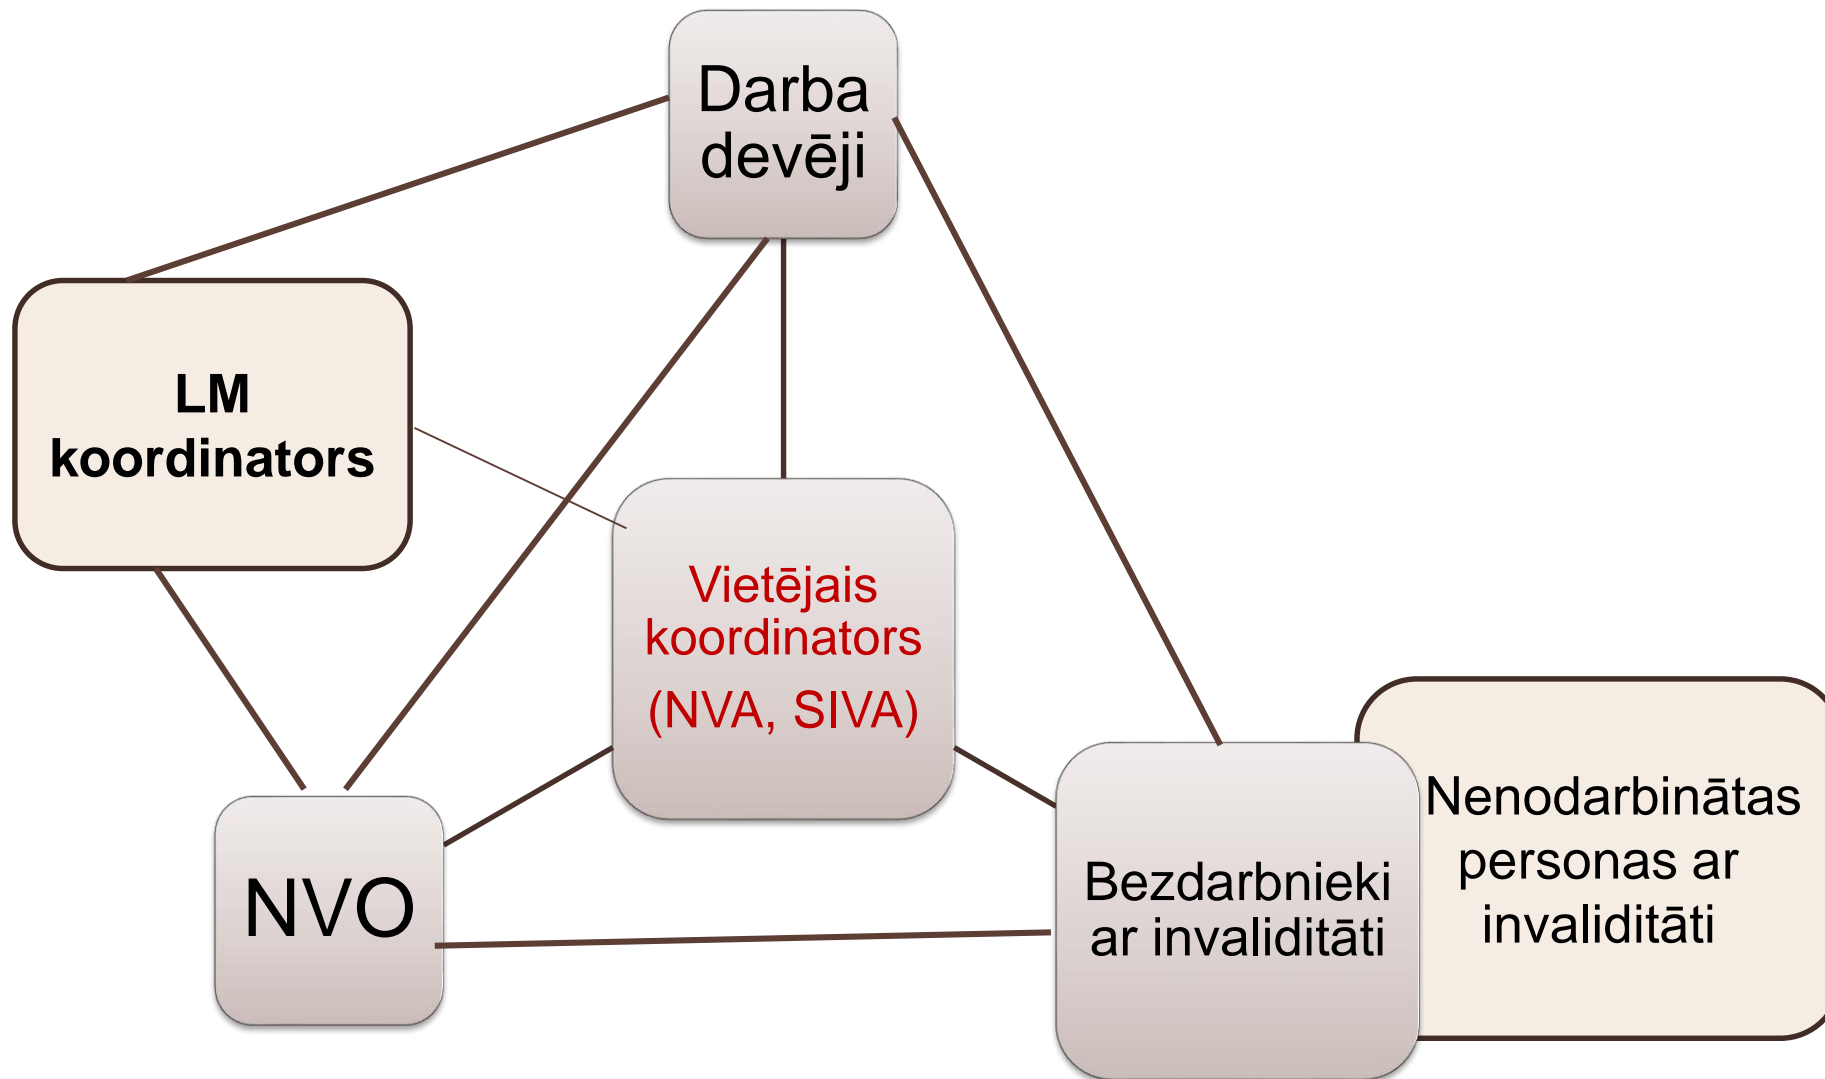 Darba
devēji
LM
koordinators
Vietējais
koordinators
(NVA, SIVA)
NVO
Bezdarbnieki
ar invaliditāti
Nenodarbinātas
personas ar
invaliditāti